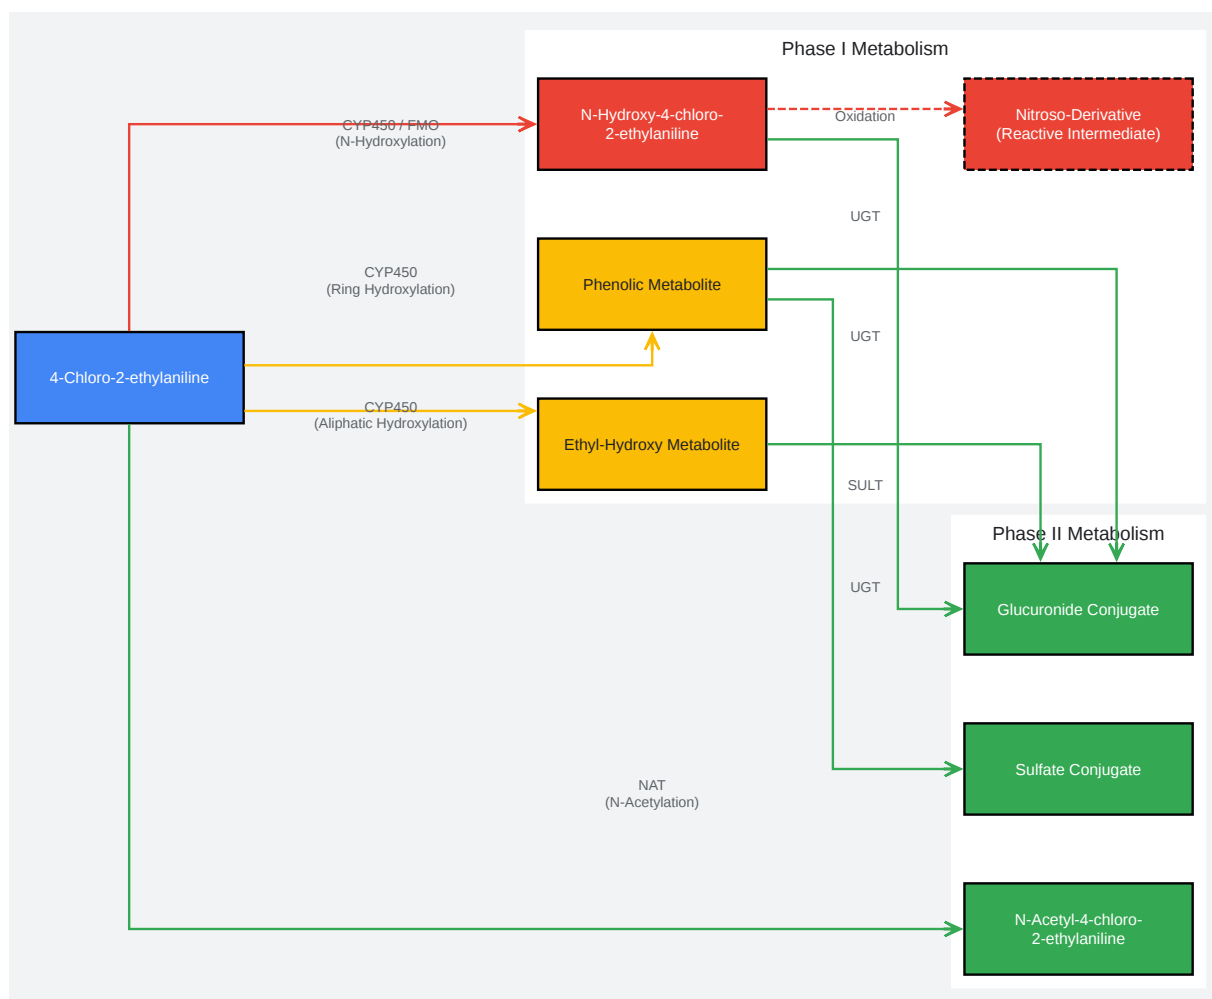 Phase I Metabolism
N-Hydroxy-4-chloro-
2-ethylaniline
Oxidation
Nitroso-Derivative
(Reactive Intermediate)
CYP450 / FMO
(N-Hydroxylation)
UGT
CYP450
(Ring Hydroxylation)
Phenolic Metabolite
UGT
4-Chloro-2-ethylaniline
CYP450
(Aliphatic Hydroxylation)
Ethyl-Hydroxy Metabolite
SULT
Phase II Metabolism
UGT
Glucuronide Conjugate
Sulfate Conjugate
NAT
(N-Acetylation)
N-Acetyl-4-chloro-
2-ethylaniline